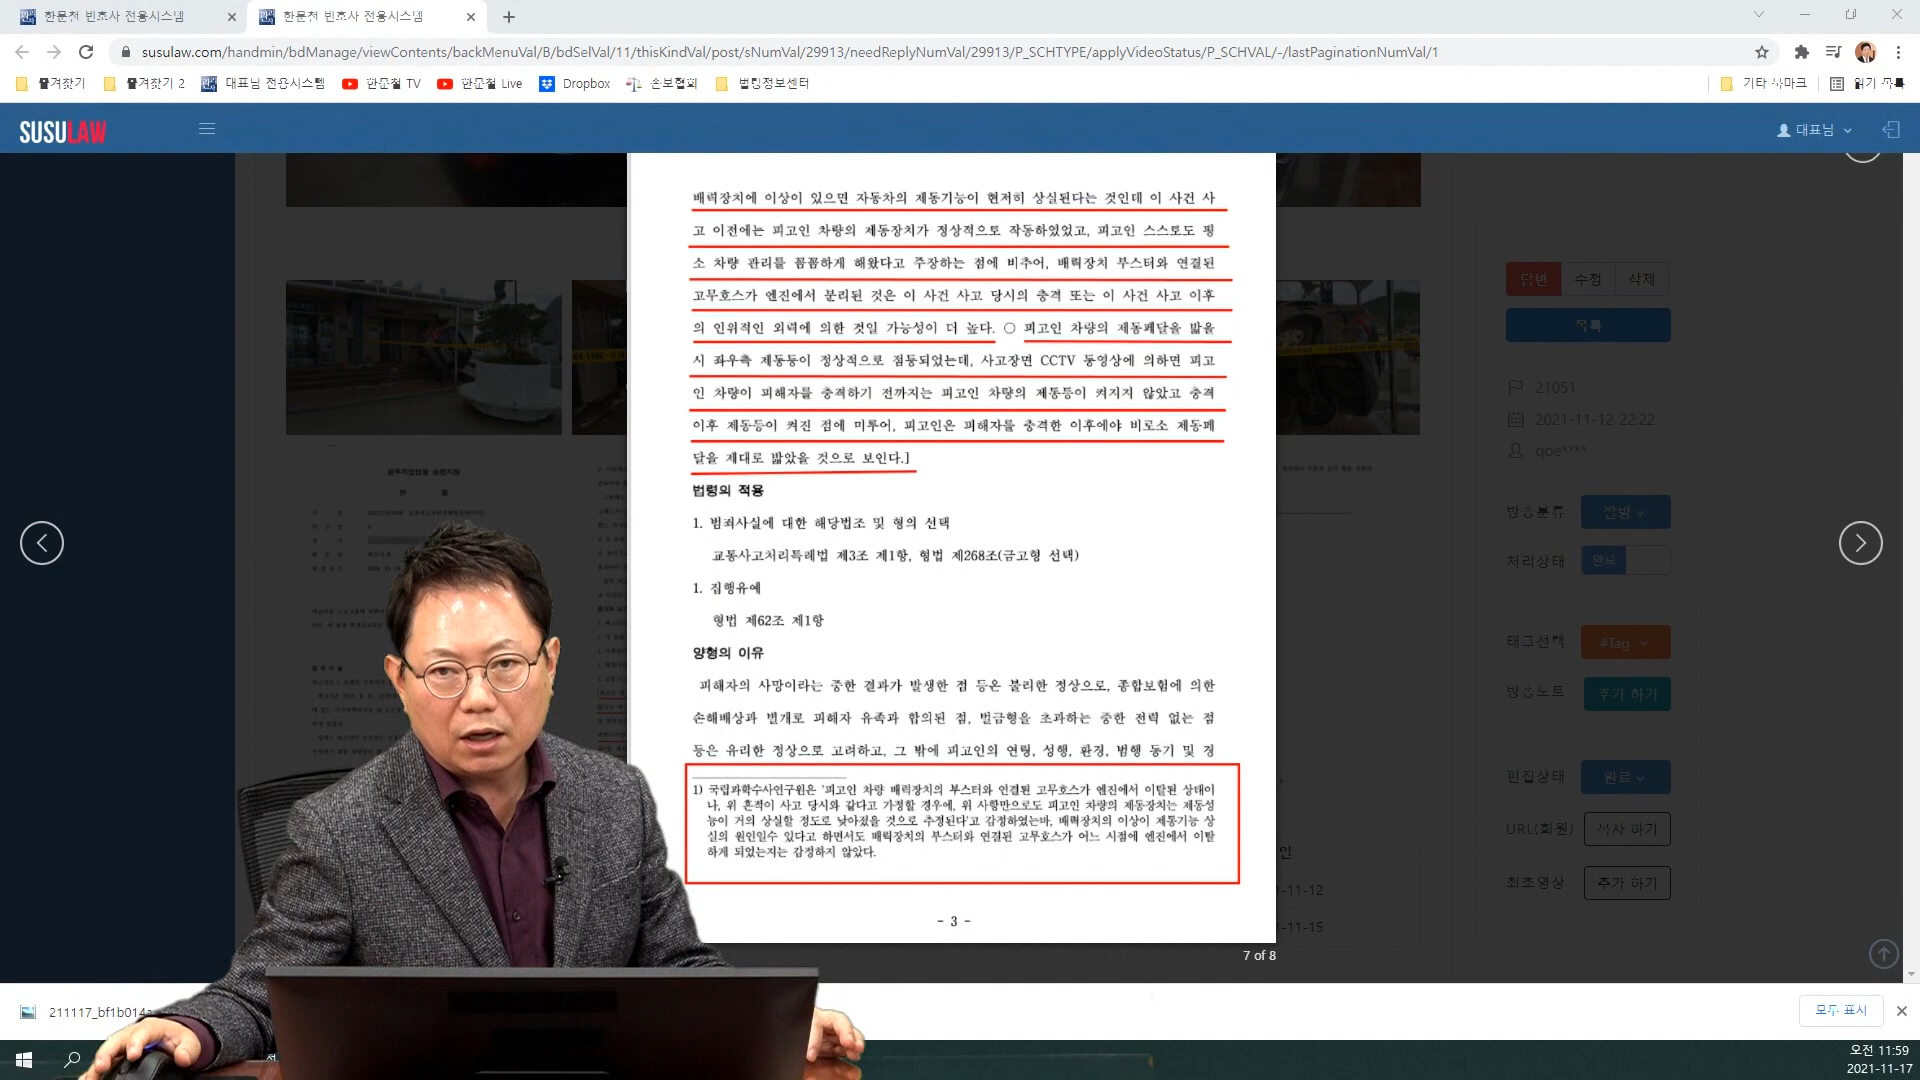 한문철 변호사 전용시스템
한문철 변호사 전용시스템
susulaw.com/handmin/bdManage/viewContents/backMenuVal/B/bdSelVal/11/thisKindVal/post/sNumVal/29913/needReplyNumVal/29913/P_SCHTYPE/applyVideoStatus/P_SCHVAL/-/lastPaginationNumVal/1
즐겨찾기
즐겨찾기 2
대표님 전용시스템
한문철 TV
한문철 Live
Dropbox
손보협회
법률정보센터
기타 북마크
읽기 목록
SUSULAW
대표님
배력장치에 이상이 있으면 자동차의 제동기능이 현저히 상실된다는 것인데 이 사건 사
고 이전에는 피고인 차량의 제동장치가 정상적으로 작동하였었고, 피고인 스스로도 평
소 차량 관리를 꼼꼼하게 해왔다고 주장하는 점에 비추어, 배력장치 부스터와 연결된
고무호스가 엔진에서 분리된 것은 이 사건 사고 당시의 충격 또는 이 사건 사고 이후
의 인위적인 외력에 의한 것일 가능성이 더 높다. ○ 피고인 차량의 제동페달을 밟을
시 좌우측 제동등이 정상적으로 점등되었는데, 사고장면 CCTV 동영상에 의하면 피고
인 차량이 피해자를 충격하기 전까지는 피고인 차량의 제동등이 켜지지 않았고 충격
이후 제동등이 켜진 점에 미루어, 피고인은 피해자를 충격한 이후에야 비로소 제동페
달을 제대로 밟았을 것으로 보인다.]
법령의 적용
1. 범죄사실에 대한 해당법조 및 형의 선택
교통사고처리특례법 제3조 제1항, 형법 제268조(금고형 선택)
1. 집행유예
형법 제62조 제1항
양형의 이유
피해자의 사망이라는 중한 결과가 발생한 점 등은 불리한 정상으로, 종합보험에 의한
손해배상과 별개로 피해자 유족과 합의된 점, 벌금형을 초과하는 중한 전력 없는 점
등은 유리한 정상으로 고려하고, 그 밖에 피고인의 연령, 성행, 환경, 범행 동기 및 경
1) 국립과학수사연구원은 '피고인 차량 배력장치의 부스터와 연결된 고무호스가 엔진에서 이탈된 상태이
나, 위 흔적이 사고 당시와 같다고 가정할 경우에, 위 사항만으로도 피고인 차량의 제동장치는 제동성
능이 거의 상실할 정도로 낮아졌을 것으로 추정된다'고 감정하였는바, 배력장치의 이상이 제동기능 상
실의 원인일수 있다고 하면서도 배력장치의 부스터와 연결된 고무호스가 어느 시점에 엔진에서 이탈
하게 되었는지는 감정하지 않았다.
- 3 -
7 of 8
답변
수정
삭제
목록
21051
2021-11-12 22:22
qoe****
방송분류
짤방
처리상태
완료
태그선택
#Tag
방송노트
추가 하기
편집상태
완료
URL(회원)
복사 하기
최초영상
추가 하기
인
1-11-12
1-11-15
211117_bf1b014a
모두 표시
오전 11:59
2021-11-17